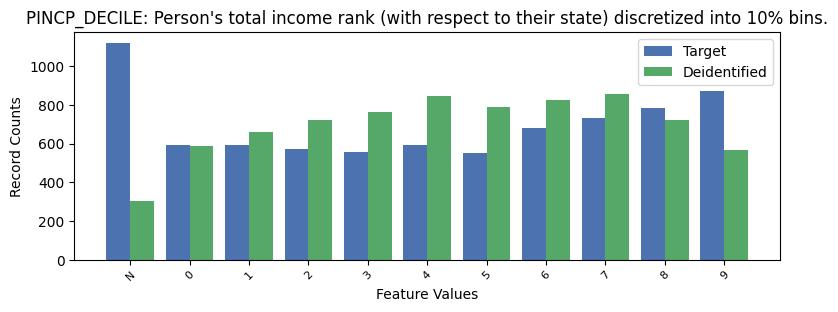 PINCP_DECILE: Person's total income rank (with respect to their state) discretized into 10% bins.
Target
Deidentified
1000
800
600
400
200
0
Record Counts
N 0 1 2 3 4 5 6 7 8 9
Feature Values